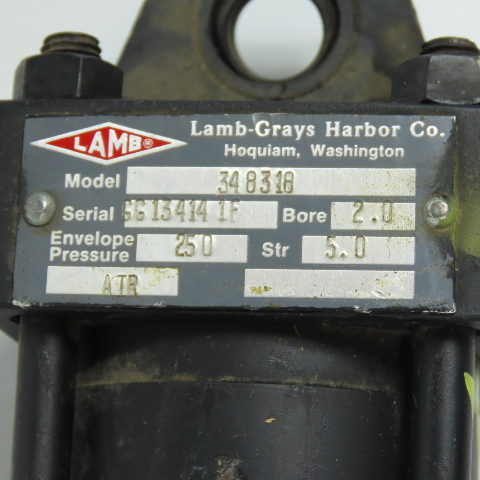 LAMB®
Lamb-Grays Harbor Co.
Hoquiam, Washington
Model 348318
Serial GG13414 1F Bore 2.0
Envelope Pressure 250 Str 5.0
AIR